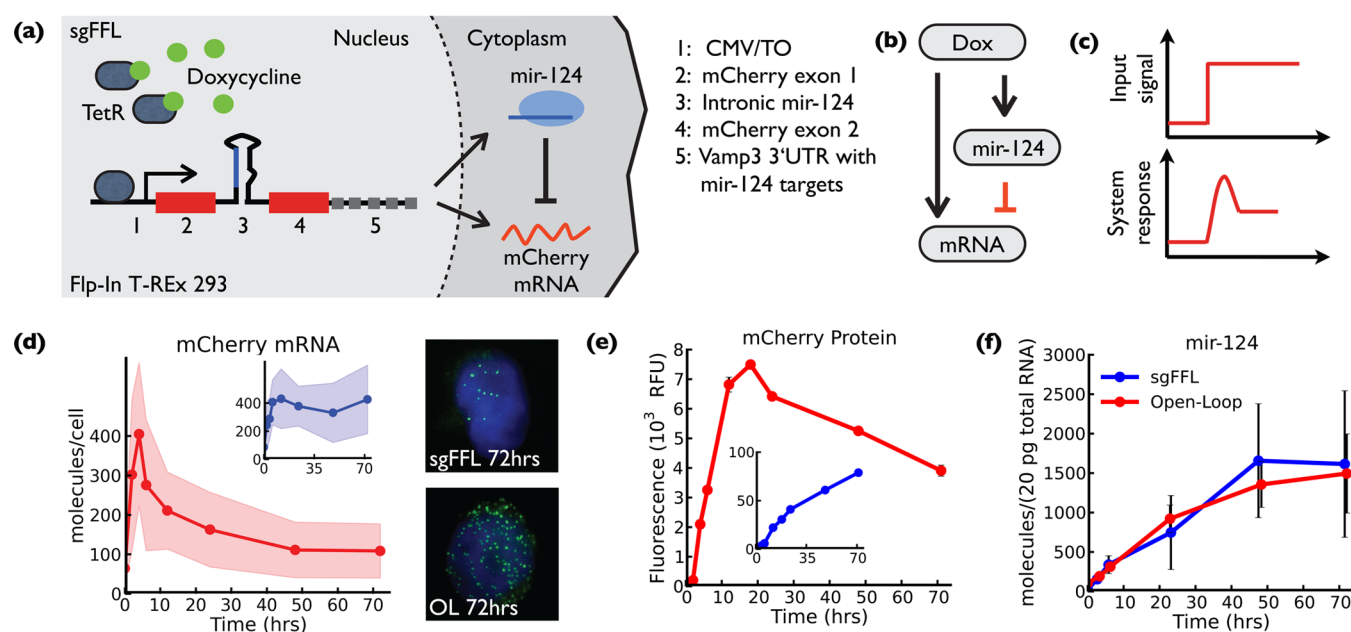 (a)
sgFFL
Nucleus
Cytoplasm
Doxycycline
TetR
mir-124
mCherry
mRNA
1 2 3 4 5
Flp-In T-REx 293
1: CMV/TO
2: mCherry exon 1
3: Intronic mir-124
4: mCherry exon 2
5: Vamp3 3'UTR with
mir-124 targets
(b)
Dox
mir-124
mRNA
(c)
Input
signal
System
response
(d)
mCherry mRNA
molecules/cell
400
300
200
100
0
0 10 20 30 40 50 60 70
Time (hrs)
400
200
0
0 35 70
sgFFL 72hrs
OL 72hrs
(e)
mCherry Protein
Fluorescence (10³ RFU)
8
7
6
5
4
3
2
1
0
0 10 20 30 40 50 60 70
Time (hrs)
100
50
0
35 70
(f)
mir-124
molecules/(20 pg total RNA)
3000
2500
2000
1500
1000
500
0
0 10 20 30 40 50 60 70
Time (hrs)
sgFFL
Open-Loop